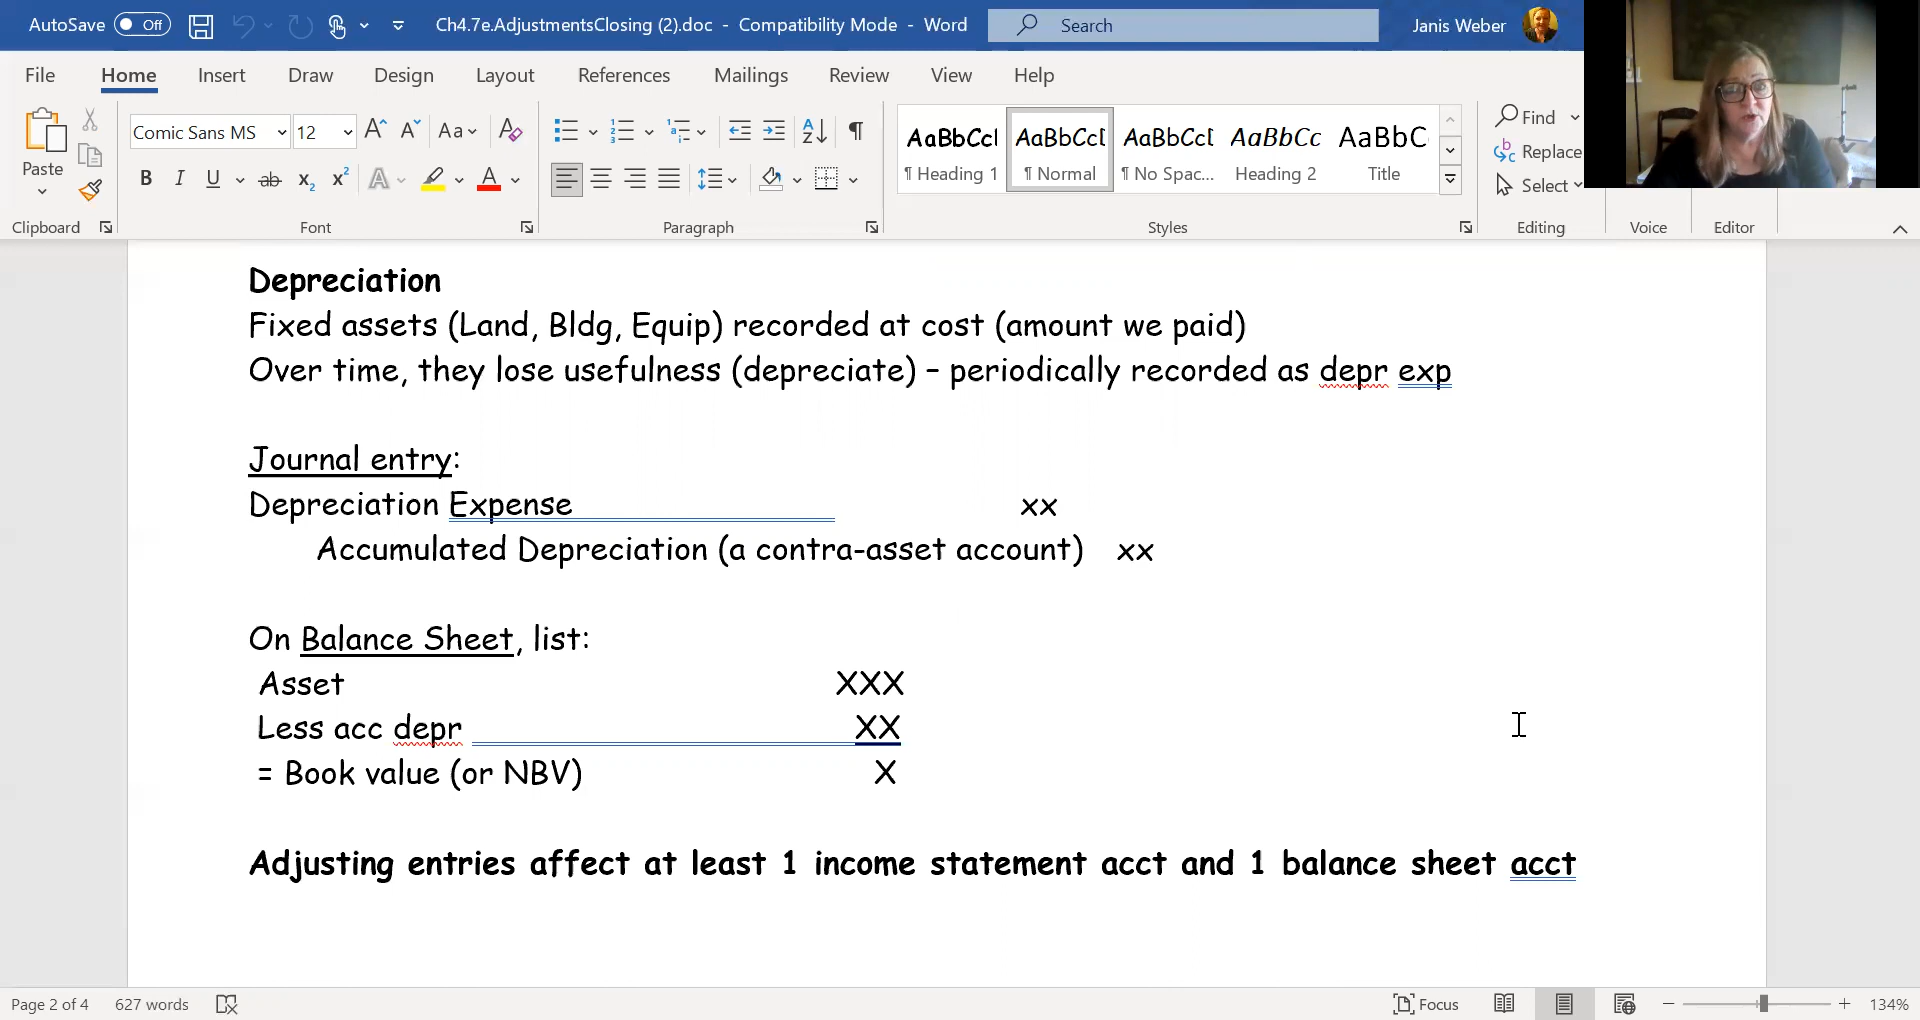 AutoSave Off Ch4.7e.AdjustmentsClosing (2).doc - Compatibility Mode - Word Search Janis Weber
File Home Insert Draw Design Layout References Mailings Review View Help
Comic Sans MS 12 Aa
Paste
B I U ab x2 x2 A A
AaBbCcI AaBbCcI AaBbCcI AaBbCc AaBbC
¶ Heading 1 ¶ Normal ¶ No Spac... Heading 2 Title
Find
Replace
Select
Clipboard Font Paragraph Styles Editing Voice Editor
Depreciation
Fixed assets (Land, Bldg, Equip) recorded at cost (amount we paid)
Over time, they lose usefulness (depreciate) – periodically recorded as depr exp
Journal entry:
Depreciation Expense xx
Accumulated Depreciation (a contra-asset account) xx
On Balance Sheet, list:
Asset XXX
Less acc depr XX
= Book value (or NBV) X
Adjusting entries affect at least 1 income statement acct and 1 balance sheet acct
Page 2 of 4 627 words Focus 134%